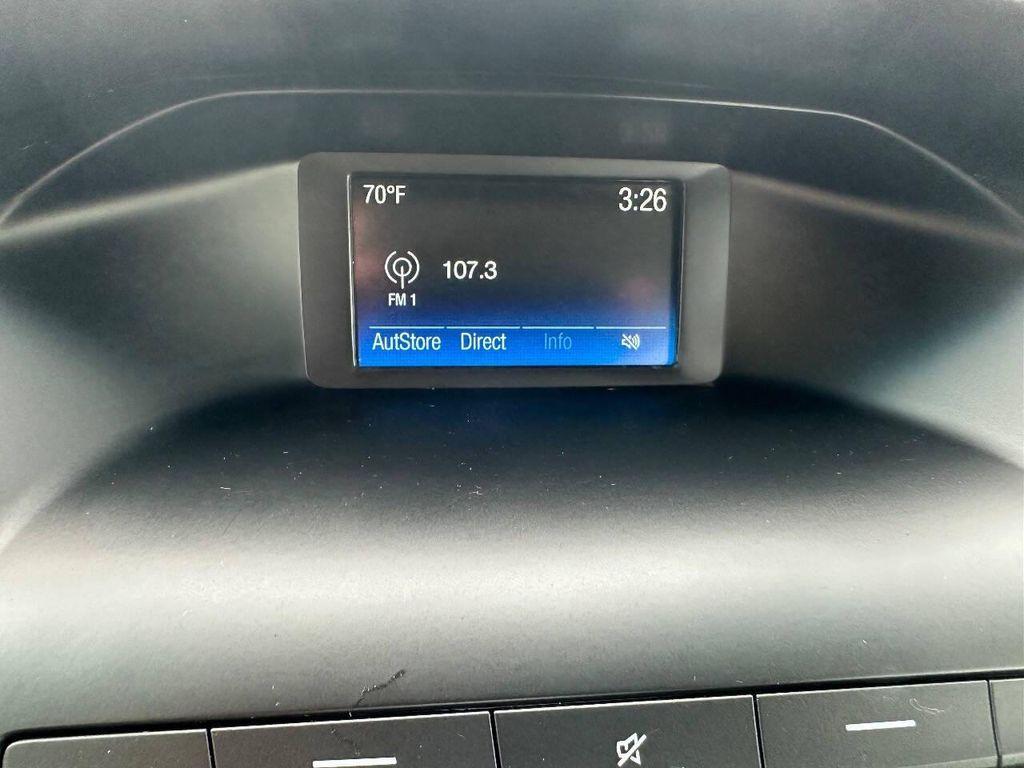 70°F 3:26
107.3
FM 1
AutStore Direct Info